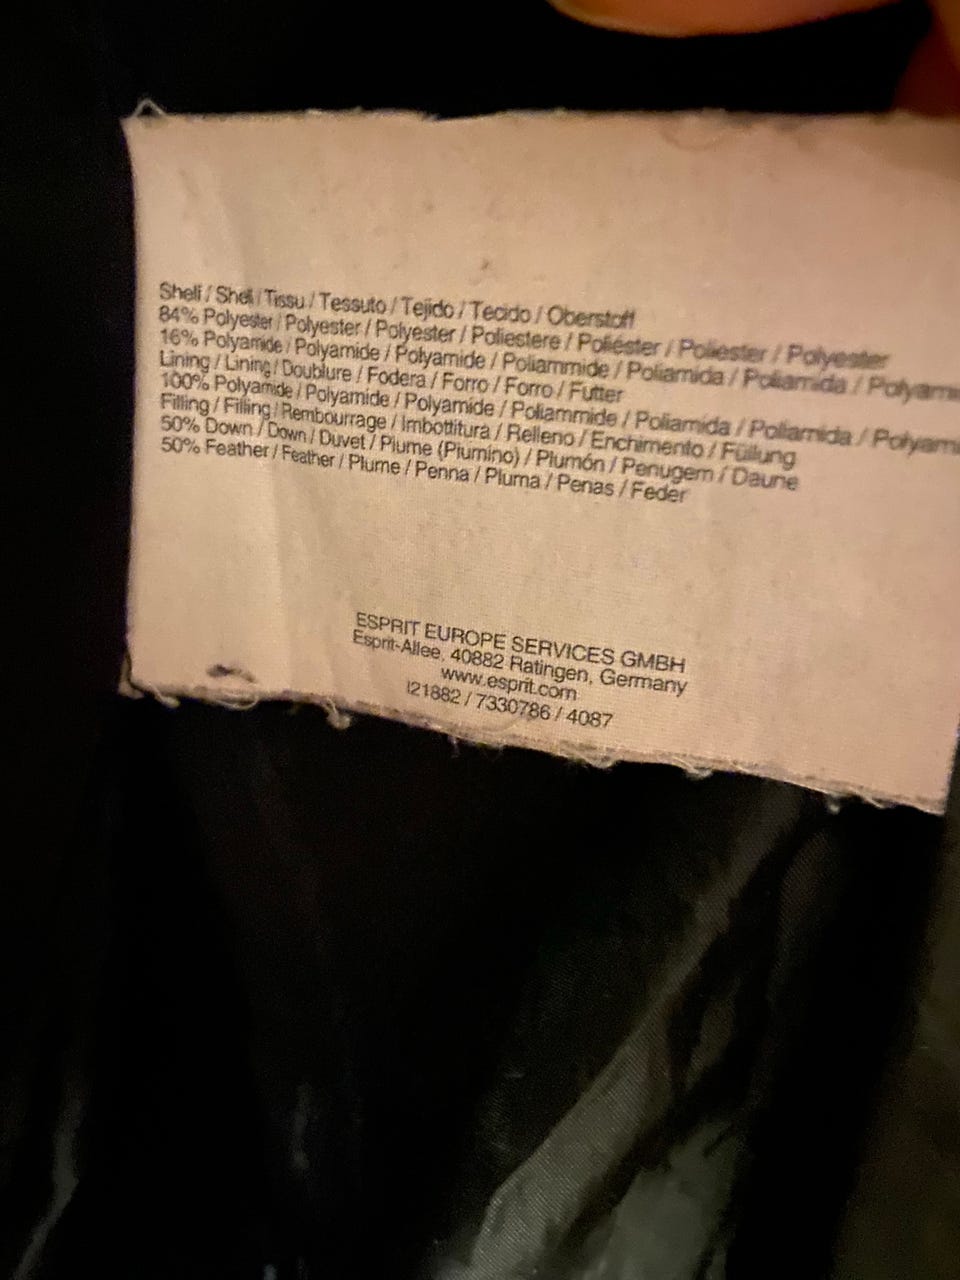 Shell / Shell / Tissu / Tessuto / Tejido / Tecido / Oberstoff
84% Polyester / Polyester / Polyester / Poliestere / Poliéster / Poliester / Polyester
16% Polyamide / Polyamide / Polyamide / Poliammide / Poliamida / Poliamida / Polyami
Lining / Lining / Doublure / Fodera / Forro / Forro / Futter
100% Polyamide / Polyamide / Polyamide / Poliammide / Poliamida / Poliamida / Polyami
Filling / Filling / Rembourrage / Imbottitura / Relleno / Enchimento / Füllung
50% Down / Down / Duvet / Piume (Piumino) / Plumón / Penugem / Daune
50% Feather / Feather / Plume / Penna / Pluma / Penas / Feder
ESPRIT EUROPE SERVICES GMBH
Esprit-Allee, 40882 Ratingen, Germany
www.esprit.com
I21882 / 7330786 / 4087